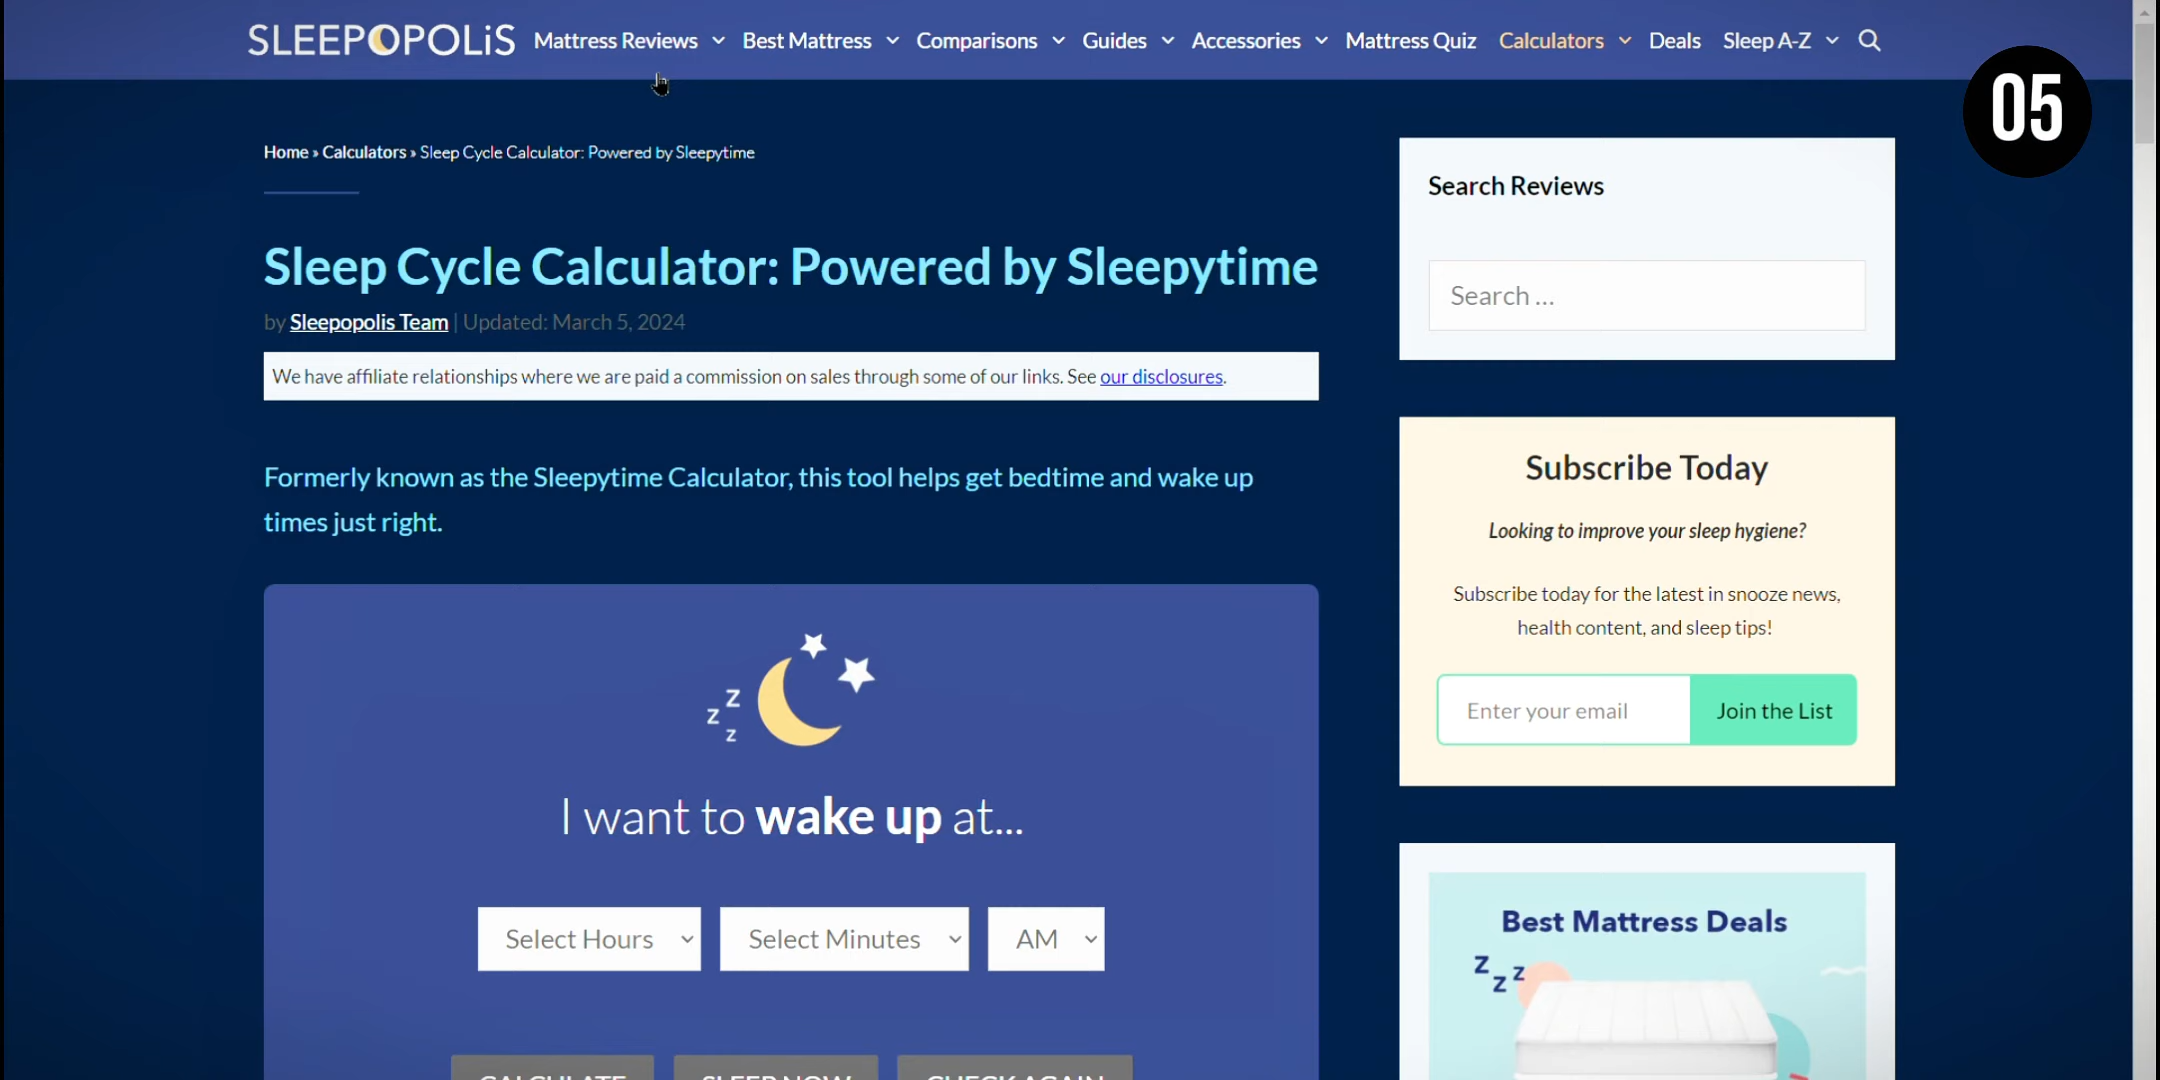 SLEEPOPOLiS Mattress Reviews Best Mattress Comparisons Guides Accessories Mattress Quiz Calculators Deals Sleep A-Z
05
Home » Calculators » Sleep Cycle Calculator: Powered by Sleepytime
Sleep Cycle Calculator: Powered by Sleepytime
by Sleepopolis Team | Updated: March 5, 2024
We have affiliate relationships where we are paid a commission on sales through some of our links. See our disclosures.
Formerly known as the Sleepytime Calculator, this tool helps get bedtime and wake up
times just right.
z z z
I want to wake up at...
Select Hours Select Minutes AM
CALCULATE SLEEP NOW CHECK AGAIN
Search Reviews
Search ...
Subscribe Today
Looking to improve your sleep hygiene?
Subscribe today for the latest in snooze news,
health content, and sleep tips!
Enter your email Join the List
Best Mattress Deals
z z z